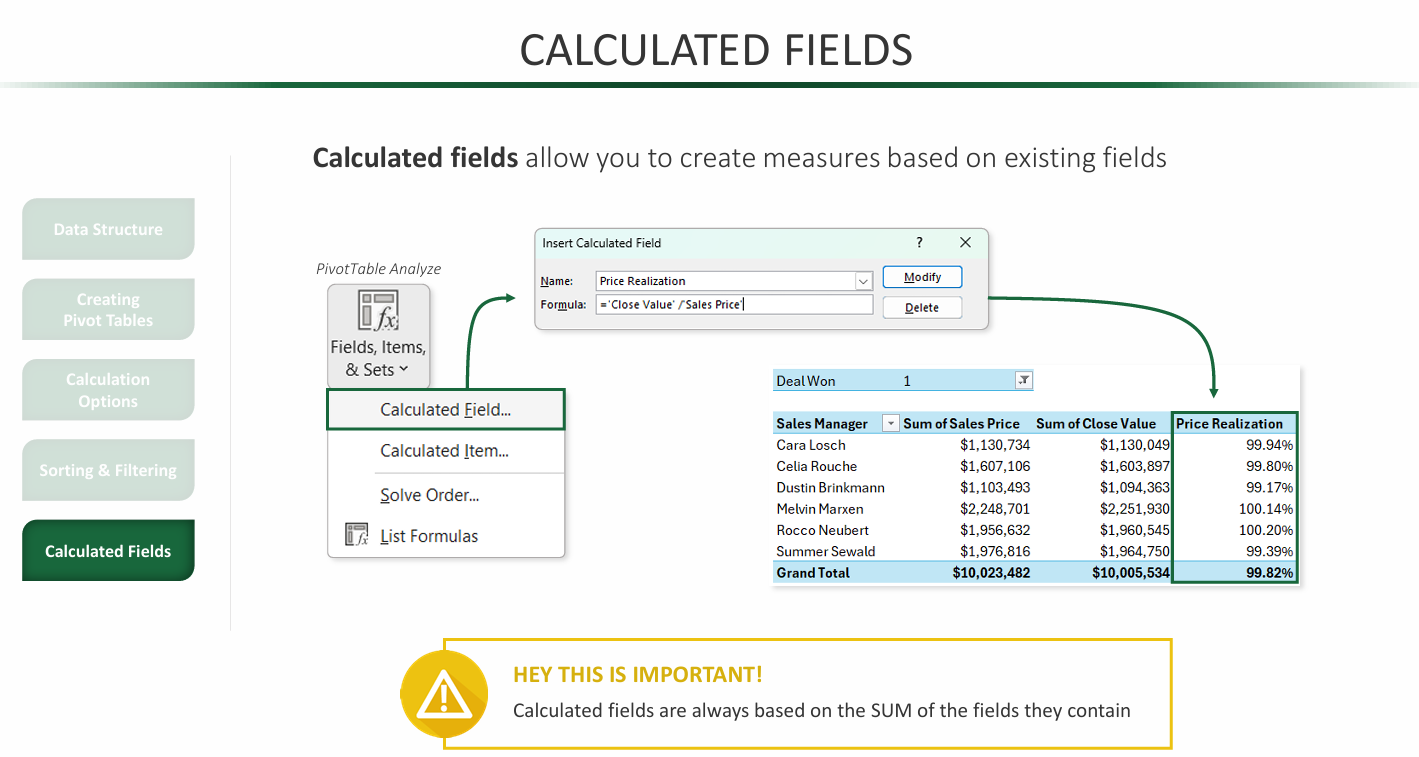 CALCULATED FIELDS
Calculated fields allow you to create measures based on existing fields
Data Structure
Creating
Pivot Tables
Calculation
Options
Sorting & Filtering
Calculated Fields
PivotTable Analyze
Fields, Items,
& Sets
Calculated Field...
Calculated Item...
Solve Order...
List Formulas
Insert Calculated Field ?
Name: Price Realization Modify
Formula: ='Close Value' /'Sales Price' Delete
Deal Won 1
Sales Manager Sum of Sales Price Sum of Close Value Price Realization
Cara Losch $1,130,734 $1,130,049 99.94%
Celia Rouche $1,607,106 $1,603,897 99.80%
Dustin Brinkmann $1,103,493 $1,094,363 99.17%
Melvin Marxen $2,248,701 $2,251,930 100.14%
Rocco Neubert $1,956,632 $1,960,545 100.20%
Summer Sewald $1,976,816 $1,964,750 99.39%
Grand Total $10,023,482 $10,005,534 99.82%
HEY THIS IS IMPORTANT!
Calculated fields are always based on the SUM of the fields they contain